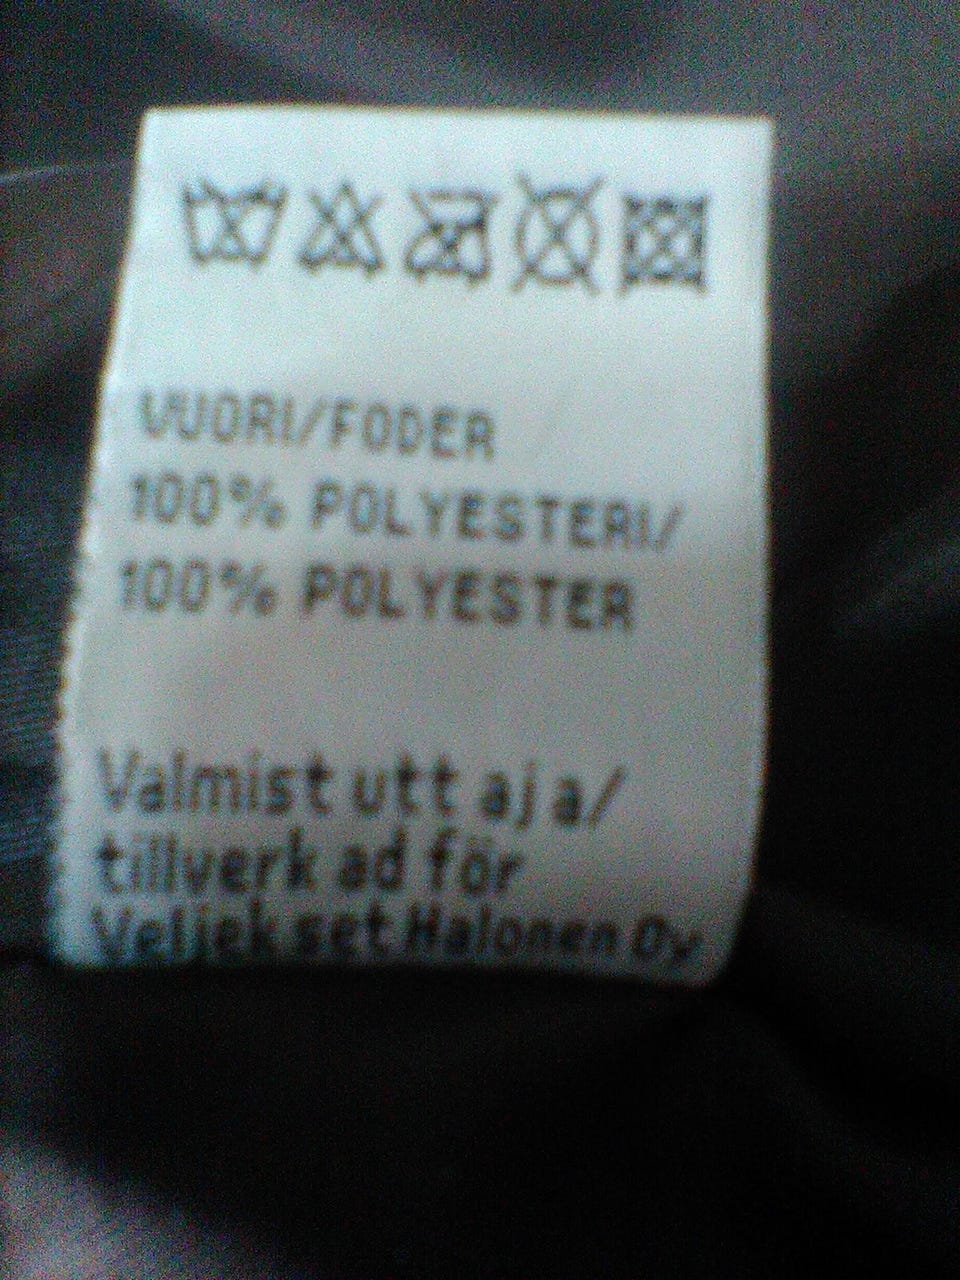 VUORI/FODER
100% POLYESTERI/
100% POLYESTER
Valmistuttaja/
tillverkad för
Veljekset Halonen Oy